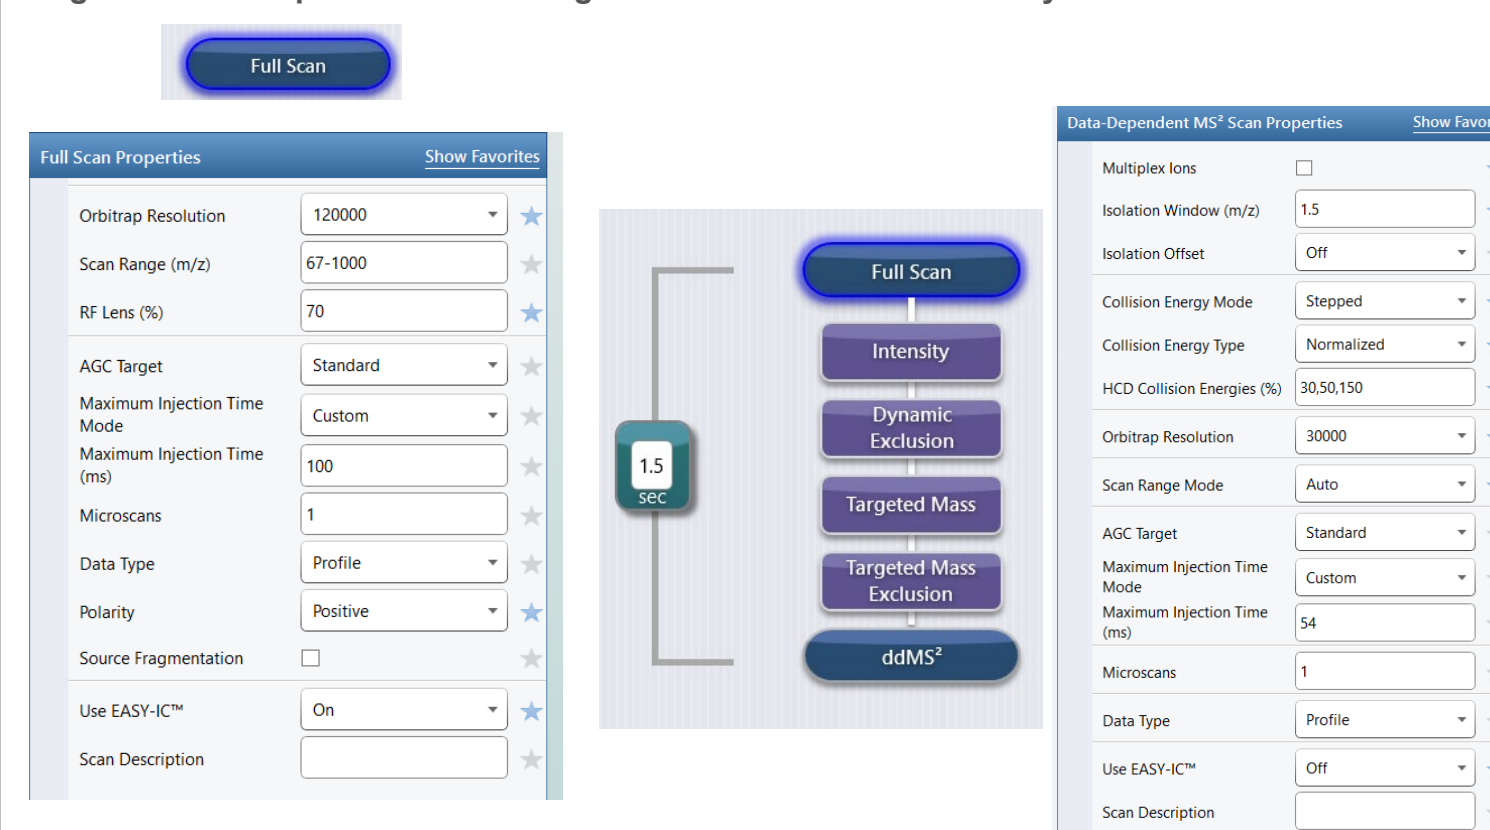 Full Scan
Full Scan Properties
Show Favorites
Orbitrap Resolution
120000
Scan Range (m/z)
67-1000
RF Lens (%)
70
AGC Target
Standard
Maximum Injection Time
Mode
Custom
Maximum Injection Time
(ms)
100
Microscans
1
Data Type
Profile
Polarity
Positive
Source Fragmentation
Use EASY-IC™
On
Scan Description
1.5
sec
Full Scan
Intensity
Dynamic
Exclusion
Targeted Mass
Targeted Mass
Exclusion
ddMS²
Data-Dependent MS² Scan Properties
Show Favor
Multiplex Ions
Isolation Window (m/z)
1.5
Isolation Offset
Off
Collision Energy Mode
Stepped
Collision Energy Type
Normalized
HCD Collision Energies (%)
30,50,150
Orbitrap Resolution
30000
Scan Range Mode
Auto
AGC Target
Standard
Maximum Injection Time
Mode
Custom
Maximum Injection Time
(ms)
54
Microscans
1
Data Type
Profile
Use EASY-IC™
Off
Scan Description